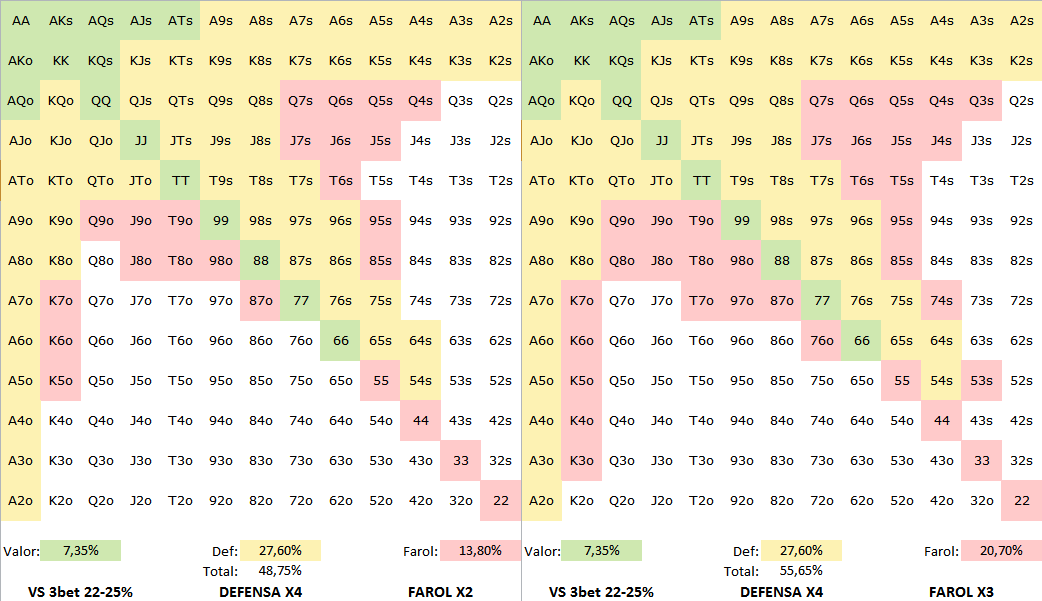 AA AKs AQs AJs ATs A9s A8s A7s A6s A5s A4s A3s A2s AA AKs AQs AJs ATs A9s A8s A7s A6s A5s A4s A3s A2s
AKo KK KQs KJs KTs K9s K8s K7s K6s K5s K4s K3s K2s AKo KK KQs KJs KTs K9s K8s K7s K6s K5s K4s K3s K2s
AQo KQo QQ QJs QTs Q9s Q8s Q7s Q6s Q5s Q4s Q3s Q2s AQo KQo QQ QJs QTs Q9s Q8s Q7s Q6s Q5s Q4s Q3s Q2s
AJo KJo QJo JJ JTs J9s J8s J7s J6s J5s J4s J3s J2s AJo KJo QJo JJ JTs J9s J8s J7s J6s J5s J4s J3s J2s
ATo KTo QTo JTo TT T9s T8s T7s T6s T5s T4s T3s T2s ATo KTo QTo JTo TT T9s T8s T7s T6s T5s T4s T3s T2s
A9o K9o Q9o J9o T9o 99 98s 97s 96s 95s 94s 93s 92s A9o K9o Q9o J9o T9o 99 98s 97s 96s 95s 94s 93s 92s
A8o K8o Q8o J8o T8o 98o 88 87s 86s 85s 84s 83s 82s A8o K8o Q8o J8o T8o 98o 88 87s 86s 85s 84s 83s 82s
A7o K7o Q7o J7o T7o 97o 87o 77 76s 75s 74s 73s 72s A7o K7o Q7o J7o T7o 97o 87o 77 76s 75s 74s 73s 72s
A6o K6o Q6o J6o T6o 96o 86o 76o 66 65s 64s 63s 62s A6o K6o Q6o J6o T6o 96o 86o 76o 66 65s 64s 63s 62s
A5o K5o Q5o J5o T5o 95o 85o 75o 65o 55 54s 53s 52s A5o K5o Q5o J5o T5o 95o 85o 75o 65o 55 54s 53s 52s
A4o K4o Q4o J4o T4o 94o 84o 74o 64o 54o 44 43s 42s A4o K4o Q4o J4o T4o 94o 84o 74o 64o 54o 44 43s 42s
A3o K3o Q3o J3o T3o 93o 83o 73o 63o 53o 43o 33 32s A3o K3o Q3o J3o T3o 93o 83o 73o 63o 53o 43o 33 32s
A2o K2o Q2o J2o T2o 92o 82o 72o 62o 52o 42o 32o 22 A2o K2o Q2o J2o T2o 92o 82o 72o 62o 52o 42o 32o 22
Valor: 7,35% Def: 27,60% Farol: 13,80% Valor: 7,35% Def: 27,60% Farol: 20,70%
Total: 48,75% Total: 55,65%
VS 3bet 22-25% DEFENSA X4 FAROL X2 VS 3bet 22-25% DEFENSA X4 FAROL X3